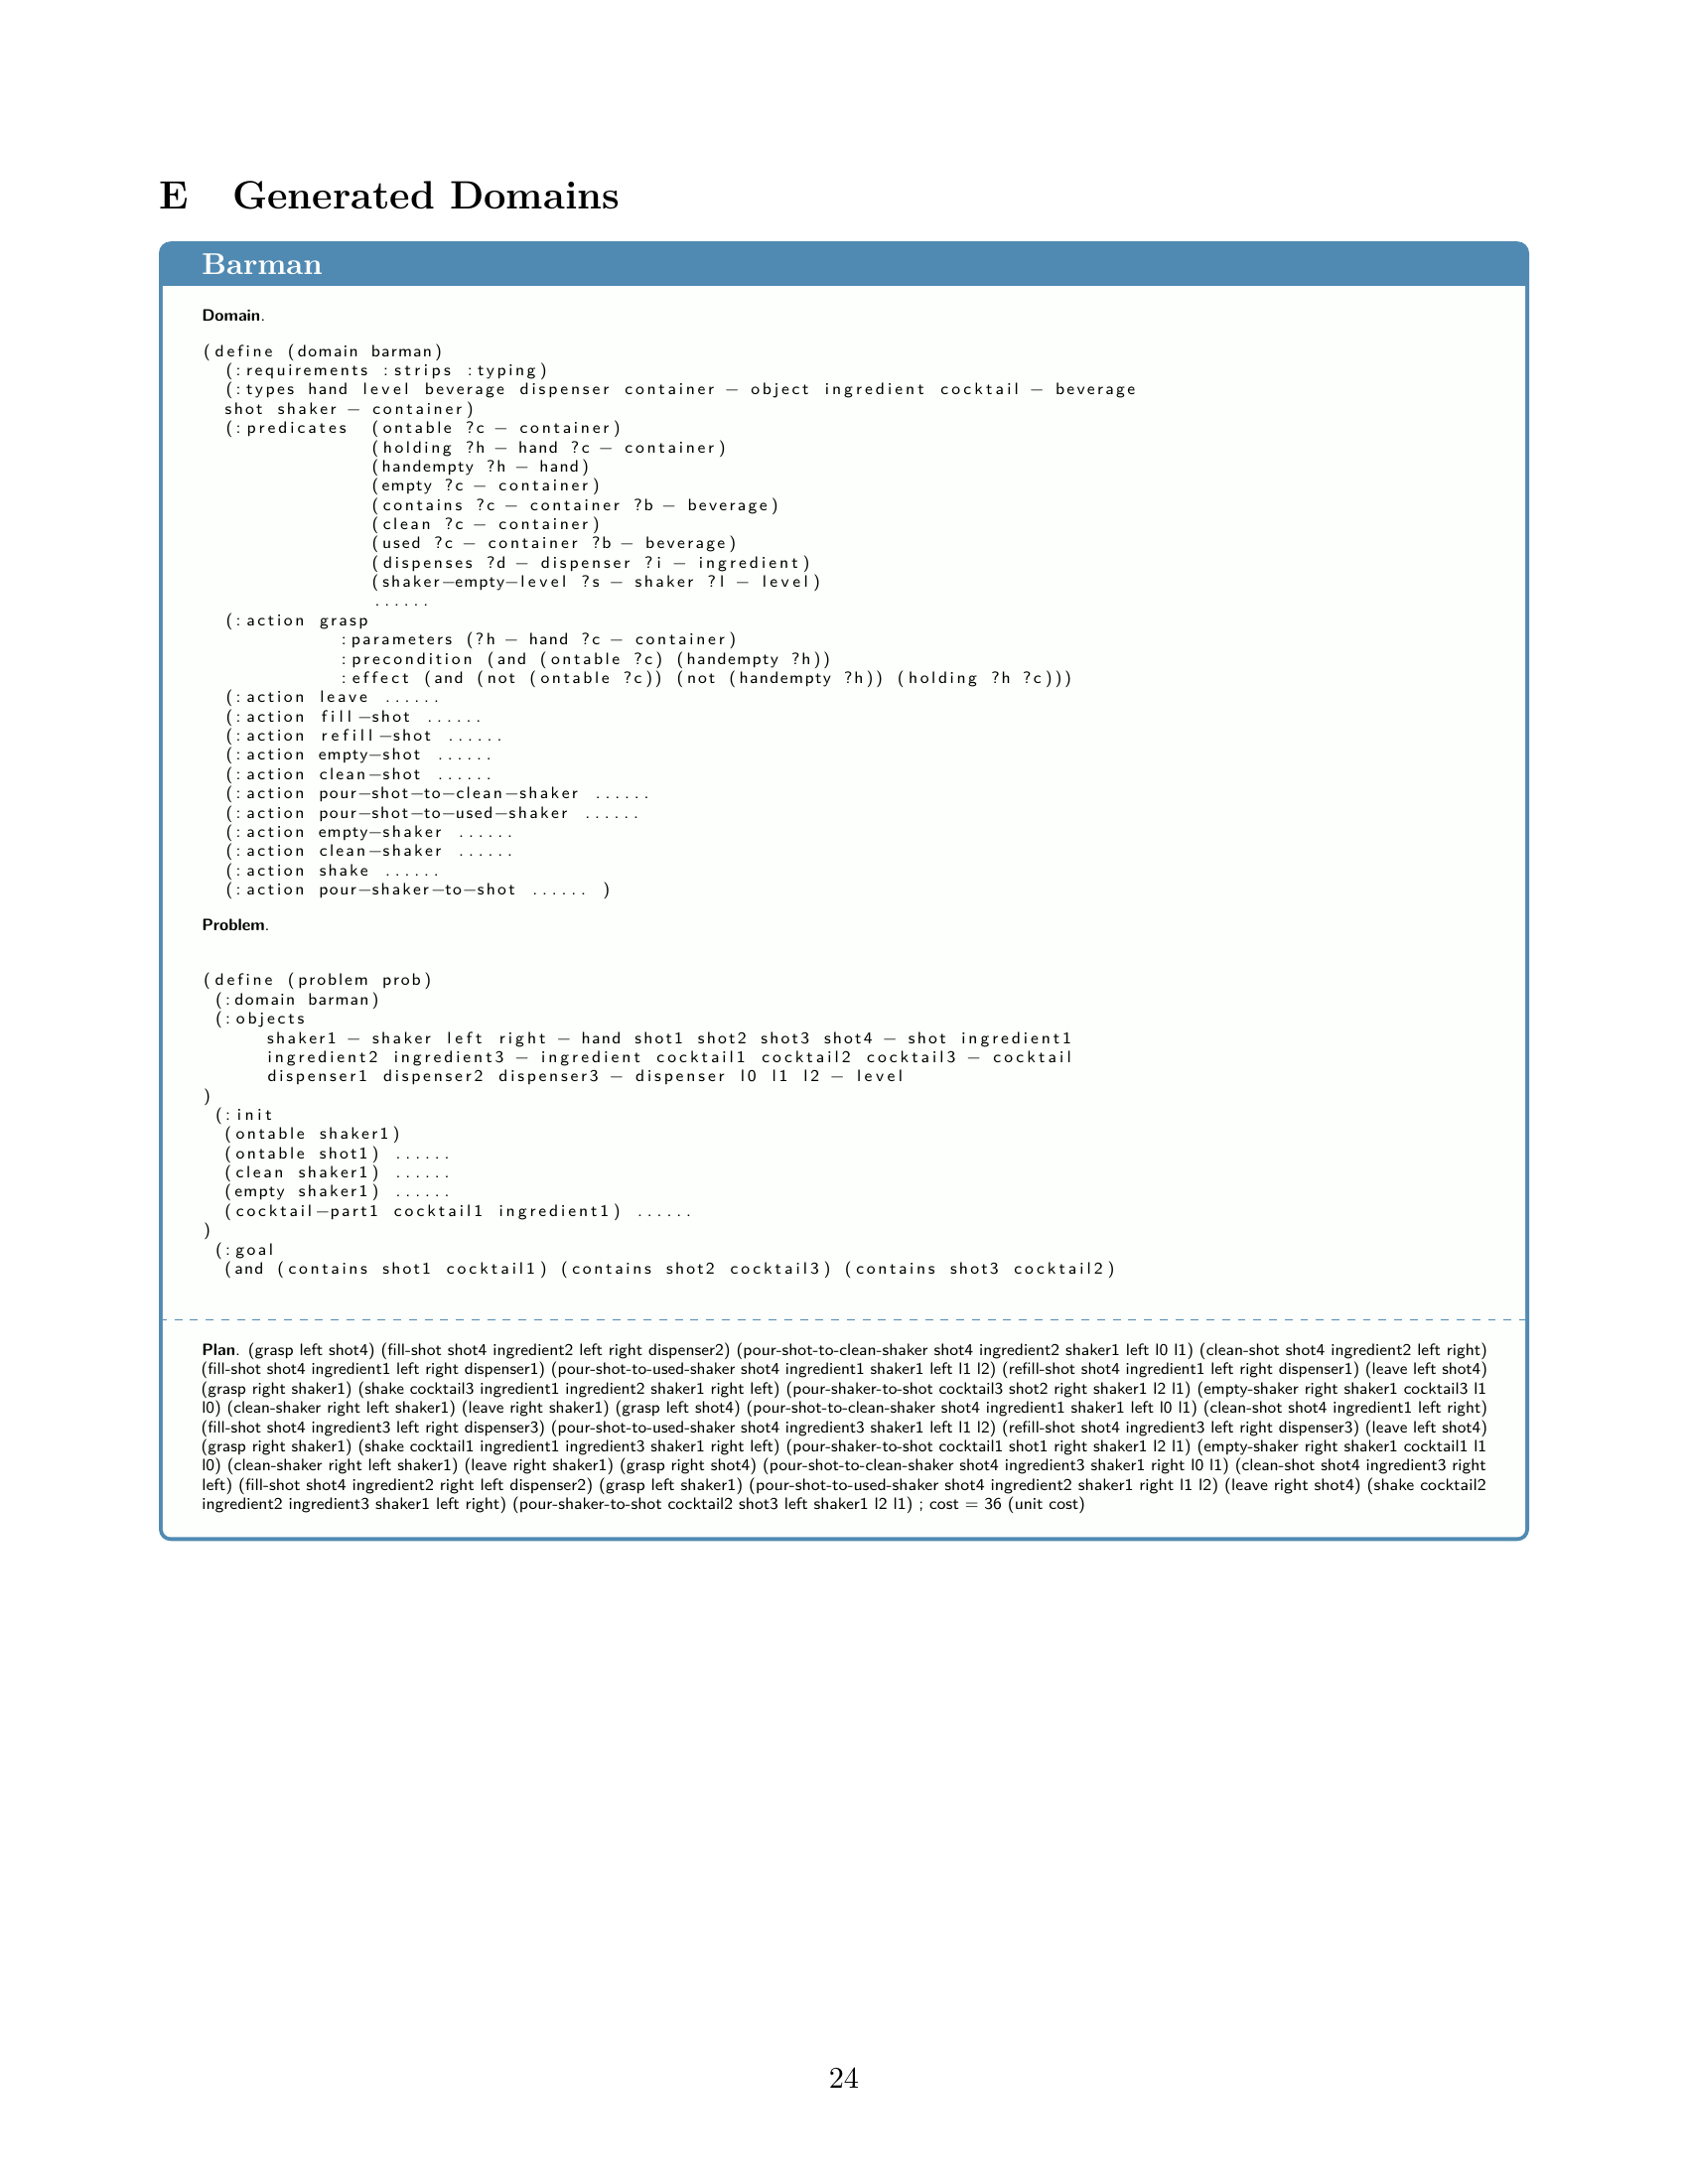 E Generated Domains
Barman
Domain.
(define (domain barman)
(:requirements :strips :typing)
(:types hand level beverage dispenser container − object ingredient cocktail − beverage
shot shaker − container)
(:predicates (ontable ?c − container)
(holding ?h − hand ?c − container)
(handempty ?h − hand)
(empty ?c − container)
(contains ?c − container ?b − beverage)
(clean ?c − container)
(used ?c − container ?b − beverage)
(dispenses ?d − dispenser ?i − ingredient)
(shaker−empty−level ?s − shaker ?l − level)
......
(:action grasp
:parameters (?h − hand ?c − container)
:precondition (and (ontable ?c) (handempty ?h))
:effect (and (not (ontable ?c)) (not (handempty ?h)) (holding ?h ?c)))
(:action leave ......
(:action fill−shot ......
(:action refill−shot ......
(:action empty−shot ......
(:action clean−shot ......
(:action pour−shot−to−clean−shaker ......
(:action pour−shot−to−used−shaker ......
(:action empty−shaker ......
(:action clean−shaker ......
(:action shake ......
(:action pour−shaker−to−shot ...... )
Problem.
(define (problem prob)
(:domain barman)
(:objects
shaker1 − shaker left right − hand shot1 shot2 shot3 shot4 − shot ingredient1
ingredient2 ingredient3 − ingredient cocktail1 cocktail2 cocktail3 − cocktail
dispenser1 dispenser2 dispenser3 − dispenser l0 l1 l2 − level
)
(:init
(ontable shaker1)
(ontable shot1) ......
(clean shaker1) ......
(empty shaker1) ......
(cocktail−part1 cocktail1 ingredient1) ......
)
(:goal
(and (contains shot1 cocktail1) (contains shot2 cocktail3) (contains shot3 cocktail2)
Plan. (grasp left shot4) (fill-shot shot4 ingredient2 left right dispenser2) (pour-shot-to-clean-shaker shot4 ingredient2 shaker1 left l0 l1) (clean-shot shot4 ingredient2 left right)
(fill-shot shot4 ingredient1 left right dispenser1) (pour-shot-to-used-shaker shot4 ingredient1 shaker1 left l1 l2) (refill-shot shot4 ingredient1 left right dispenser1) (leave left shot4)
(grasp right shaker1) (shake cocktail3 ingredient1 ingredient2 shaker1 right left) (pour-shaker-to-shot cocktail3 shot2 right shaker1 l2 l1) (empty-shaker right shaker1 cocktail3 l1
l0) (clean-shaker right left shaker1) (leave right shaker1) (grasp left shot4) (pour-shot-to-clean-shaker shot4 ingredient1 shaker1 left l0 l1) (clean-shot shot4 ingredient1 left right)
(fill-shot shot4 ingredient3 left right dispenser3) (pour-shot-to-used-shaker shot4 ingredient3 shaker1 left l1 l2) (refill-shot shot4 ingredient3 left right dispenser3) (leave left shot4)
(grasp right shaker1) (shake cocktail1 ingredient1 ingredient3 shaker1 right left) (pour-shaker-to-shot cocktail1 shot1 right shaker1 l2 l1) (empty-shaker right shaker1 cocktail1 l1
l0) (clean-shaker right left shaker1) (leave right shaker1) (grasp right shot4) (pour-shot-to-clean-shaker shot4 ingredient3 shaker1 right l0 l1) (clean-shot shot4 ingredient3 right
left) (fill-shot shot4 ingredient2 right left dispenser2) (grasp left shaker1) (pour-shot-to-used-shaker shot4 ingredient2 shaker1 right l1 l2) (leave right shot4) (shake cocktail2
ingredient2 ingredient3 shaker1 left right) (pour-shaker-to-shot cocktail2 shot3 left shaker1 l2 l1) ; cost = 36 (unit cost)
24